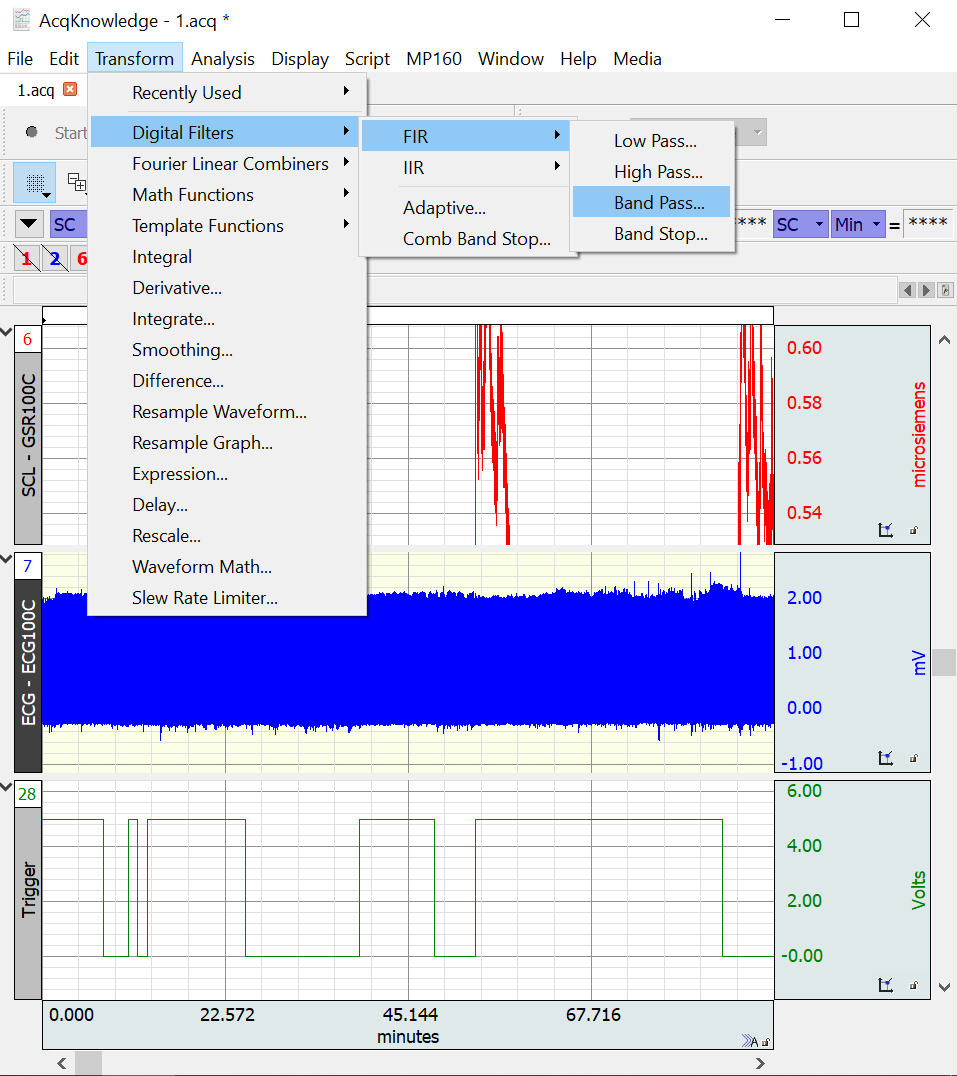 AcqKnowledge - 1.acq *
File Edit Transform Analysis Display Script MP160 Window Help Media
1.acq
Recently Used
Start
Digital Filters
FIR
Low Pass...
Fourier Linear Combiners
IIR
High Pass...
Math Functions
Adaptive...
Band Pass...
Template Functions
Comb Band Stop...
Band Stop...
SC
*** SC Min = ****
Integral
1 2 6
Derivative...
Integrate...
Smoothing...
Difference...
Resample Waveform...
Resample Graph...
Expression...
Delay...
Rescale...
Waveform Math...
Slew Rate Limiter...
6
SCL - GSR100C
0.60
0.58
0.56
0.54
microsiemens
7
ECG - ECG100C
2.00
1.00
0.00
-1.00
mV
28
Trigger
6.00
4.00
2.00
-0.00
Volts
0.000 22.572 45.144 67.716
minutes
A